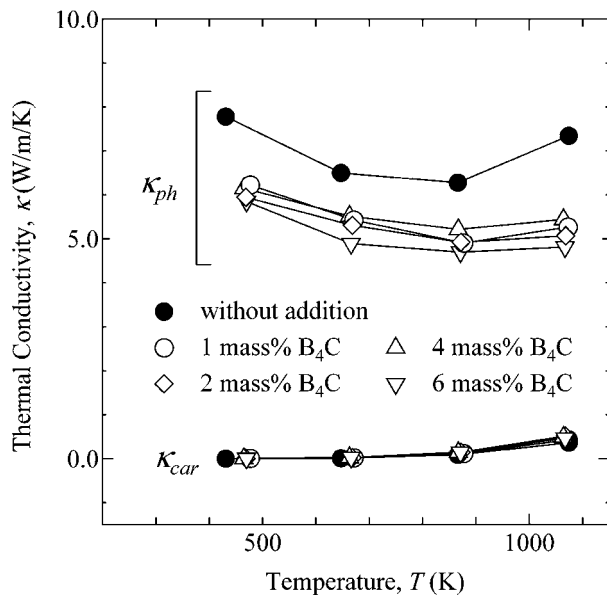 10.0
5.0
0.0
Thermal Conductivity, κ (W/m/K)
κph
without addition
1 mass% B₄C
4 mass% B₄C
2 mass% B₄C
6 mass% B₄C
κcar
500
1000
Temperature, T (K)